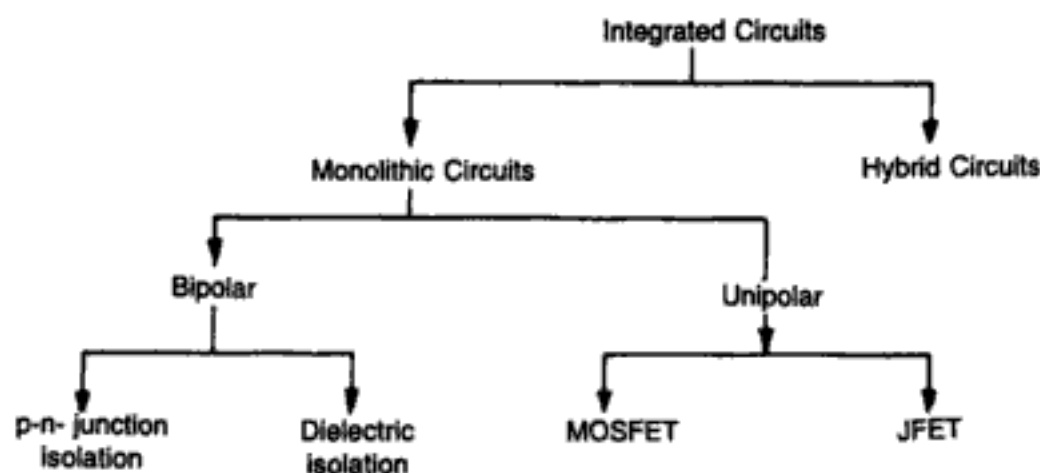 Integrated Circuits
Monolithic Circuits
Hybrid Circuits
Bipolar
Unipolar
p-n- junction
isolation
Dielectric
isolation
MOSFET
JFET